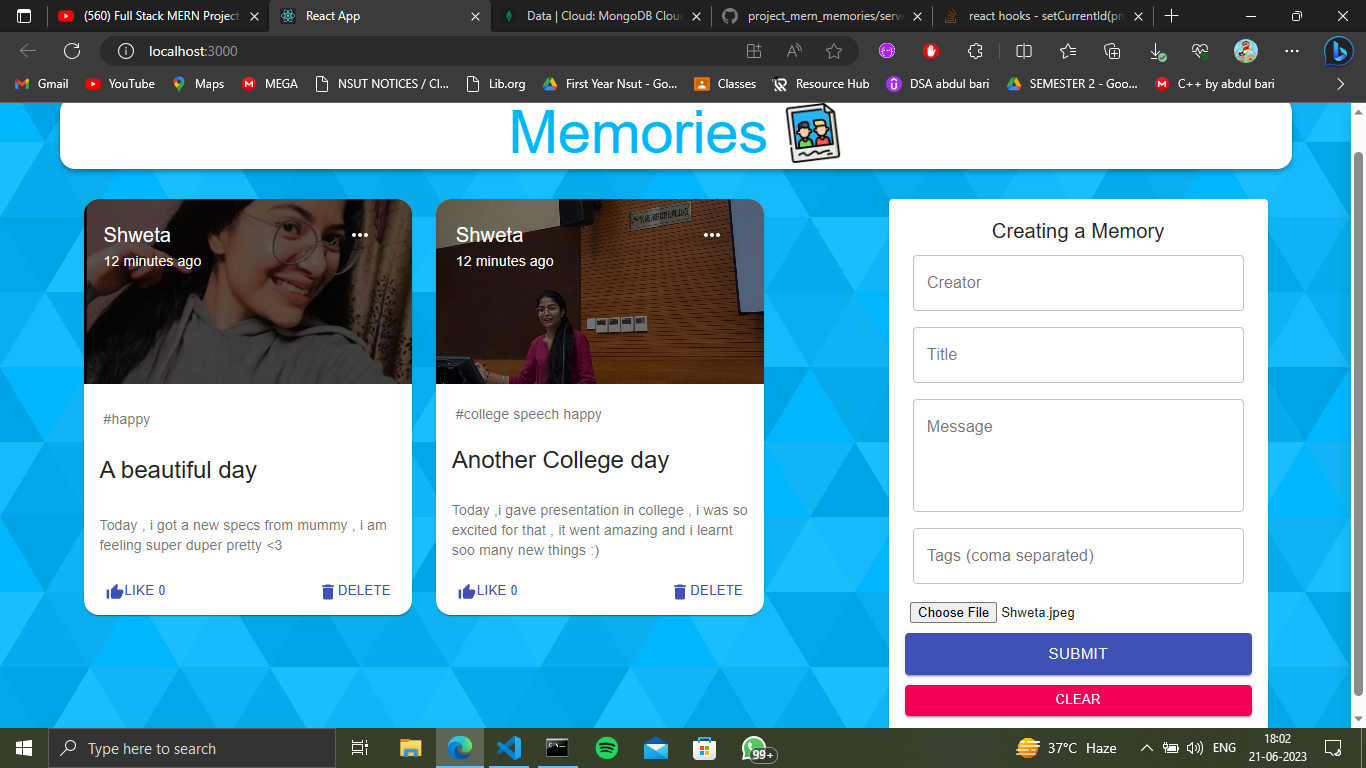 (560) Full Stack MERN Project
React App
Data | Cloud: MongoDB Clou
project_mern_memories/serv
react hooks - setCurrentId(pro
localhost:3000
Gmail
YouTube
Maps
MEGA
NSUT NOTICES / Cl...
Lib.org
First Year Nsut - Goo...
Classes
Resource Hub
DSA abdul bari
SEMESTER 2 - Goo...
C++ by abdul bari
Memories
Shweta
12 minutes ago
#happy
A beautiful day
Today , i got a new specs from mummy , i am
feeling super duper pretty <3
LIKE 0
DELETE
Shweta
12 minutes ago
#college speech happy
Another College day
Today ,i gave presentation in college , i was so
excited for that , it went amazing and i learnt
soo many new things :)
LIKE 0
DELETE
Creating a Memory
Creator
Title
Message
Tags (coma separated)
Choose File Shweta.jpeg
SUBMIT
CLEAR
Type here to search
99+
37°C Haze
ENG
18:02
21-06-2023